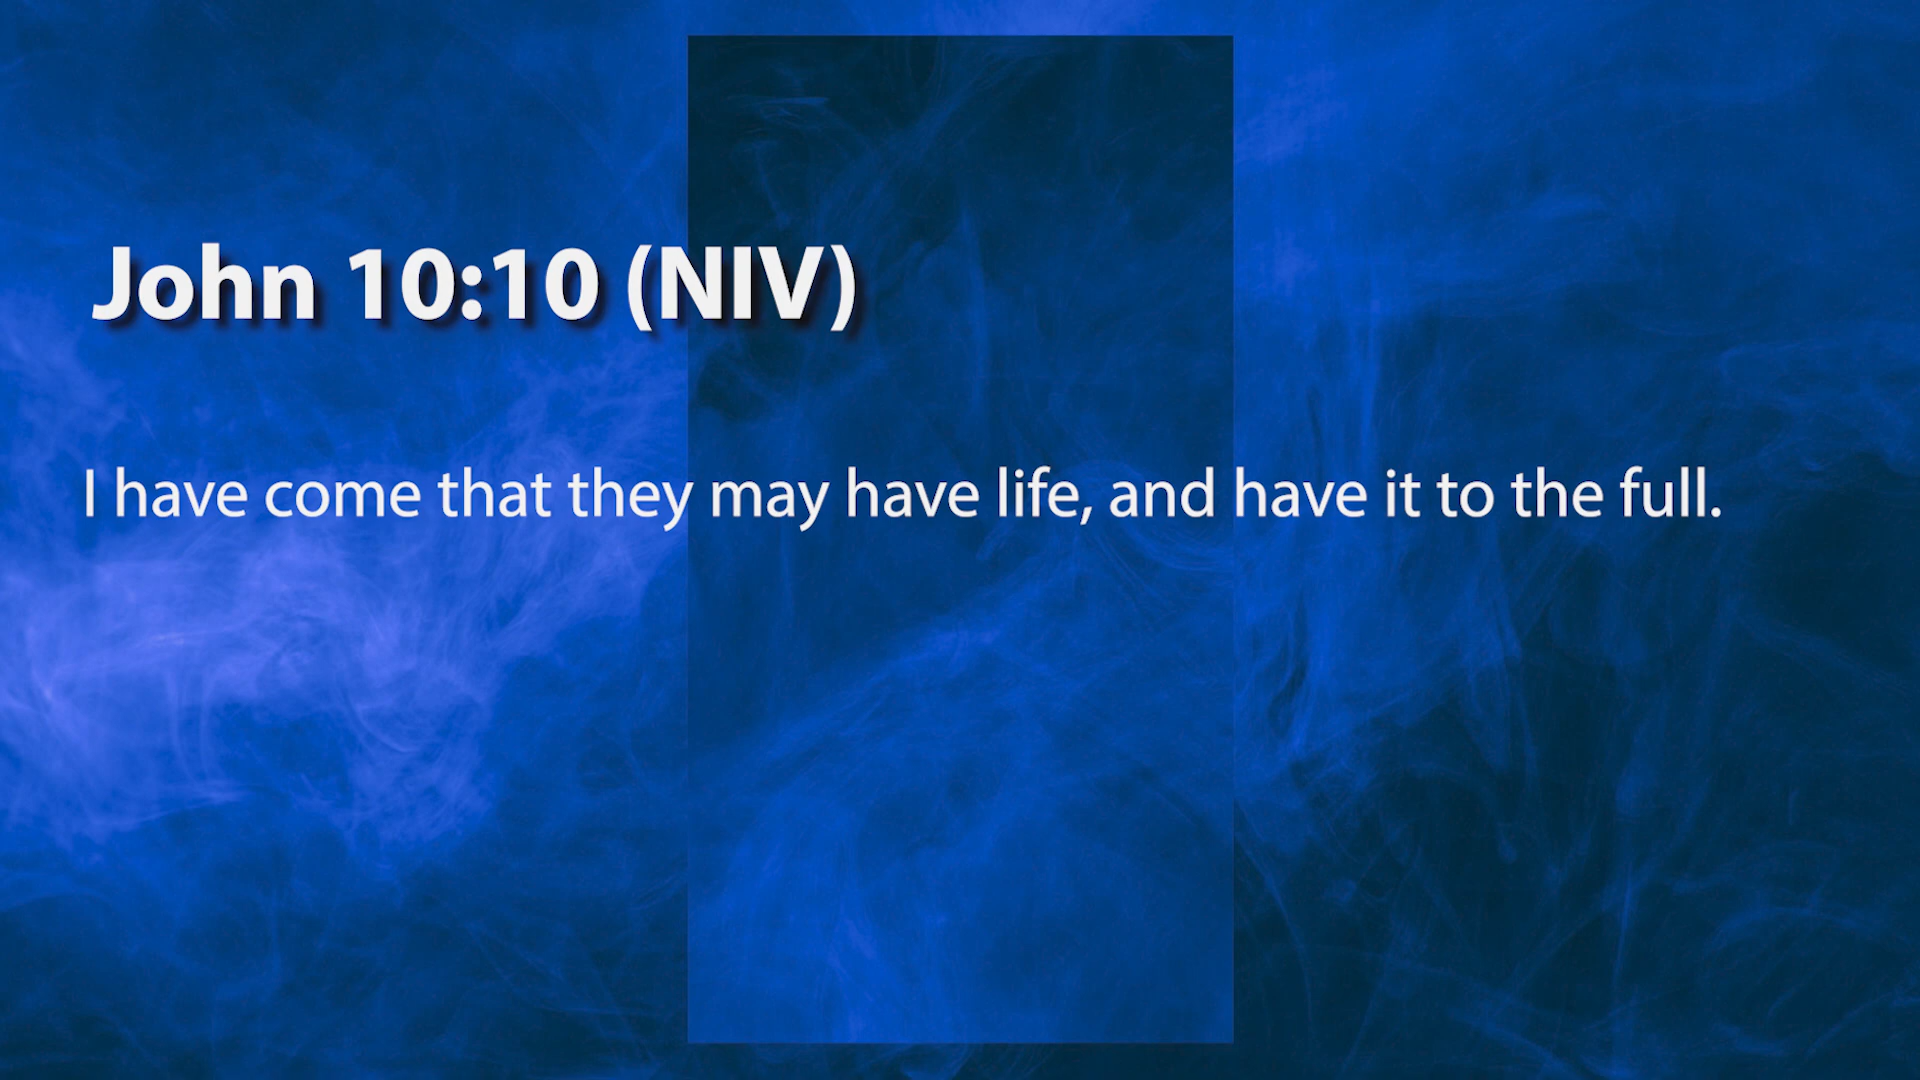 John 10:10 (NIV)
I have come that they may have life, and have it to the full.